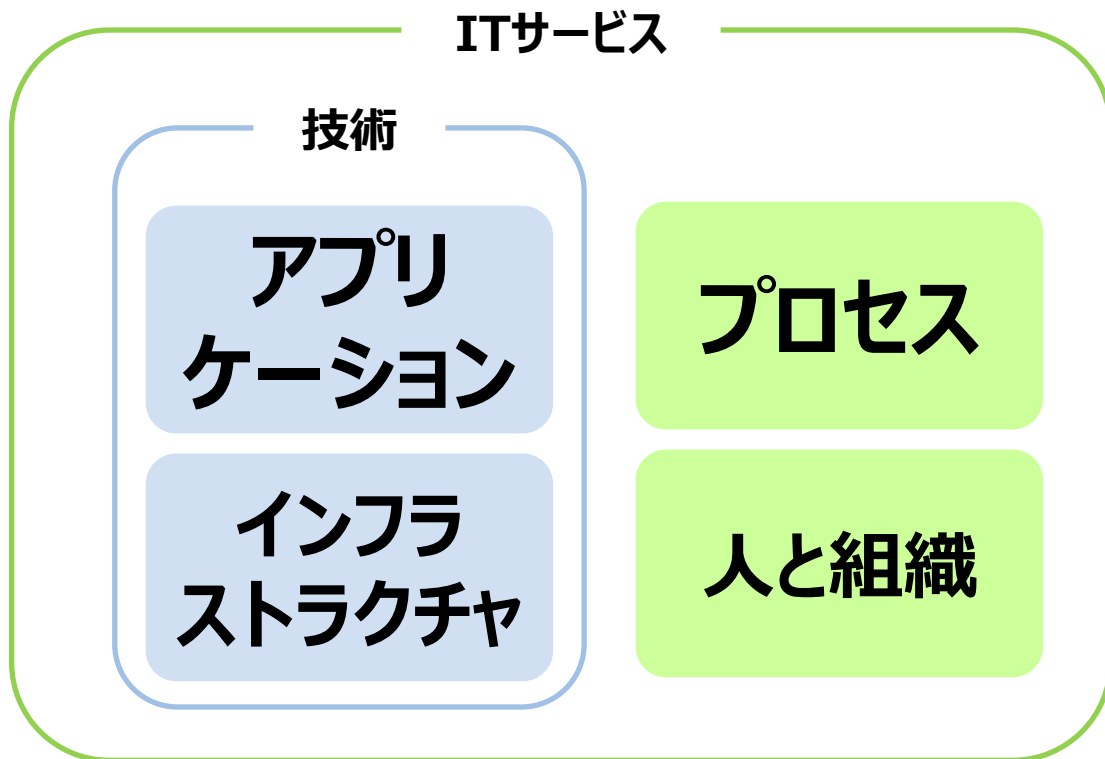 ITサービス
技術
アプリ
ケーション
プロセス
インフラ
ストラクチャ
人と組織